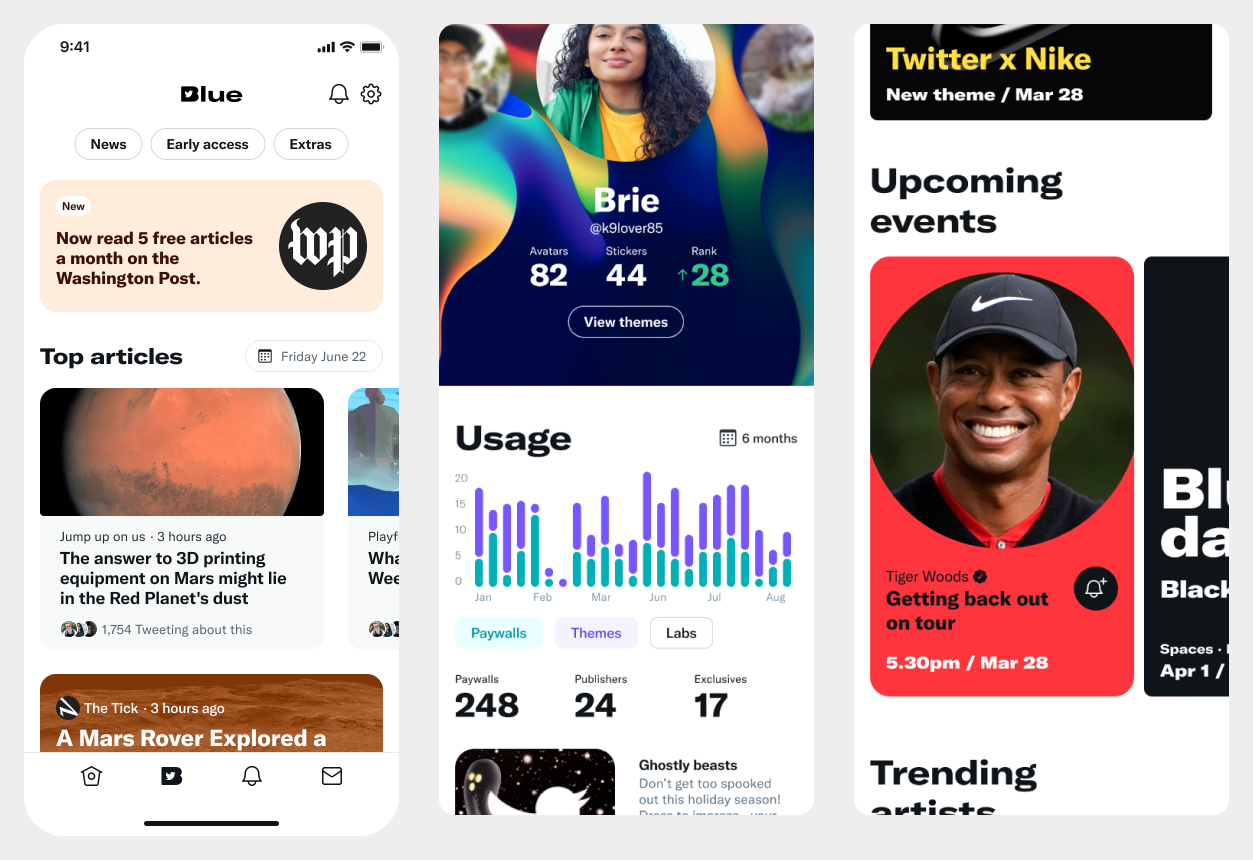 9:41
Blue
News
Early access
Extras
New
Now read 5 free articles
a month on the
Washington Post.
wp
Top articles
Friday June 22
Jump up on us · 3 hours ago
The answer to 3D printing
equipment on Mars might lie
in the Red Planet's dust
1,754 Tweeting about this
Playf
Wha
Wee
The Tick · 3 hours ago
A Mars Rover Explored a
Brie
@k9lover85
Avatars
Stickers
Rank
82
44
↑28
View themes
Usage
6 months
20
15
10
5
0
Jan
Feb
Mar
Jun
Jul
Aug
Paywalls
Themes
Labs
Paywalls
Publishers
Exclusives
248
24
17
Ghostly beasts
Don't get too spooked
out this holiday season!
Dress to impress
your
Twitter x Nike
New theme / Mar 28
Upcoming
events
Tiger Woods
Getting back out
on tour
5.30pm / Mar 28
Blu
da
Black
Spaces ·
Apr 1 /
Trending
artists